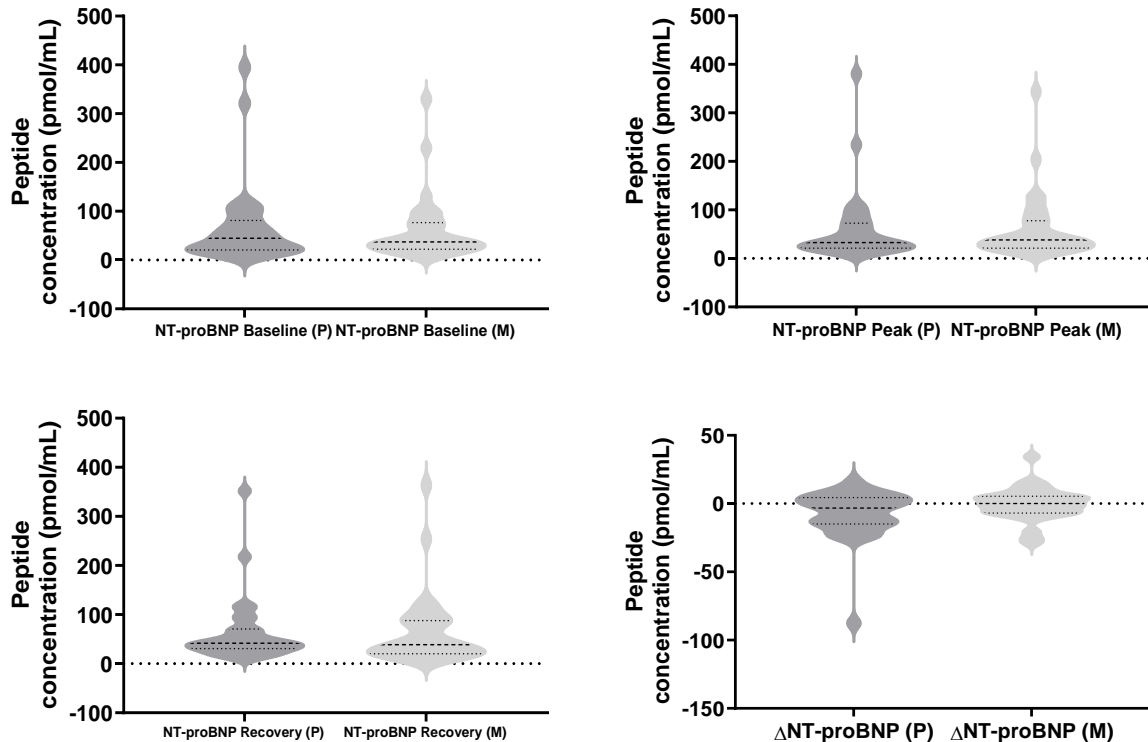 500
400
300
200
100
0
-100
Peptide
concentration (pmol/mL)
NT-proBNP Baseline (P) NT-proBNP Baseline (M)
500
400
300
200
100
0
-100
Peptide
concentration (pmol/mL)
NT-proBNP Peak (P) NT-proBNP Peak (M)
500
400
300
200
100
0
-100
Peptide
concentration (pmol/mL)
NT-proBNP Recovery (P) NT-proBNP Recovery (M)
50
0
-50
-100
-150
Peptide
concentration (pmol/mL)
ΔNT-proBNP (P) ΔNT-proBNP (M)